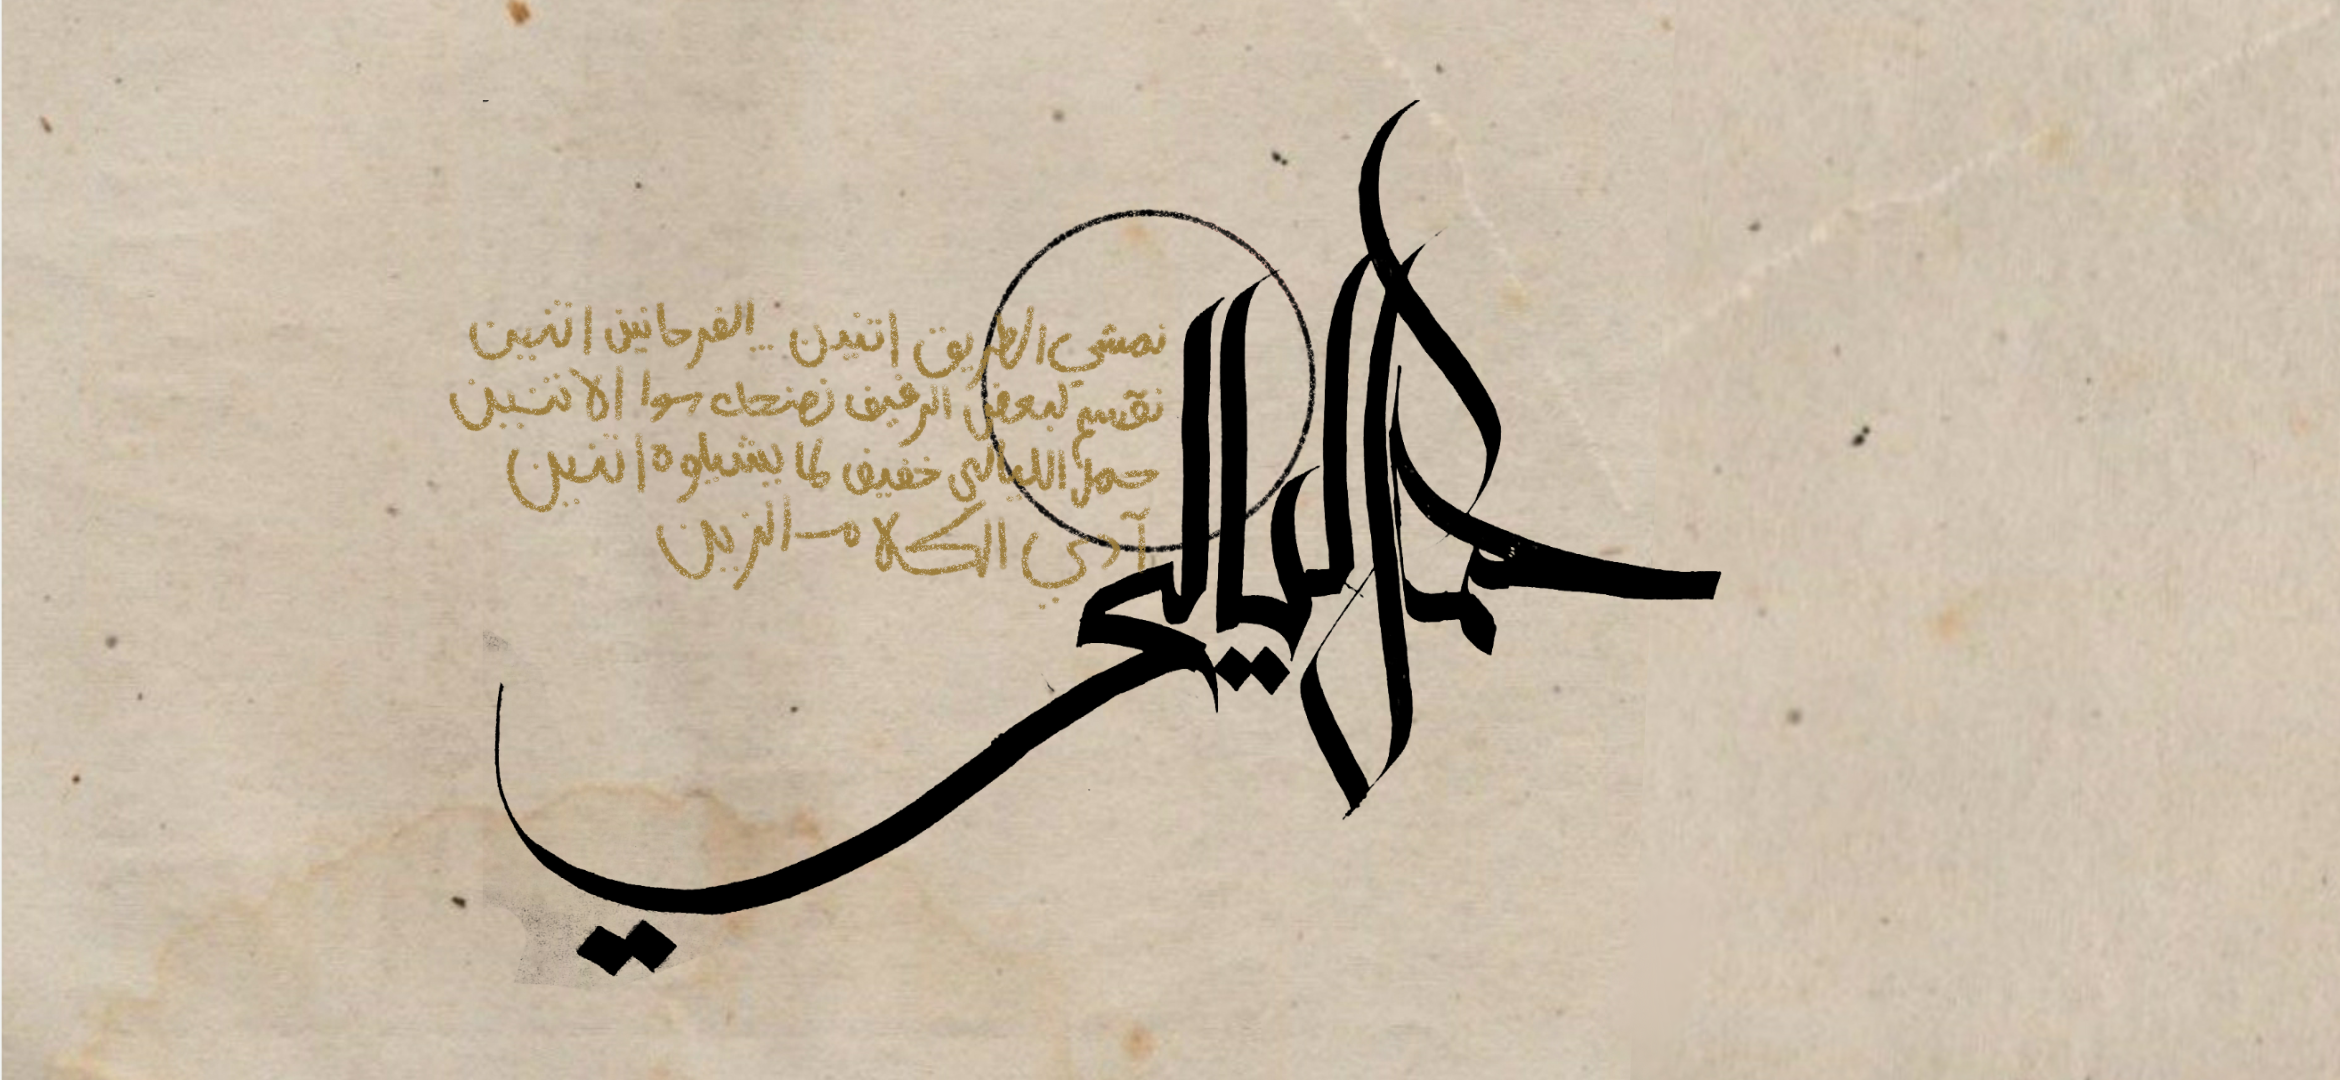 حمل الليالي
نمشي الطريق اتنين ... الفرحانين اتنين
نقسم لبعض الرغيف نضحك سوا الاتنين
حمل الليالي خفيف لما يشيلوه اتنين
آدي الكلام الزين